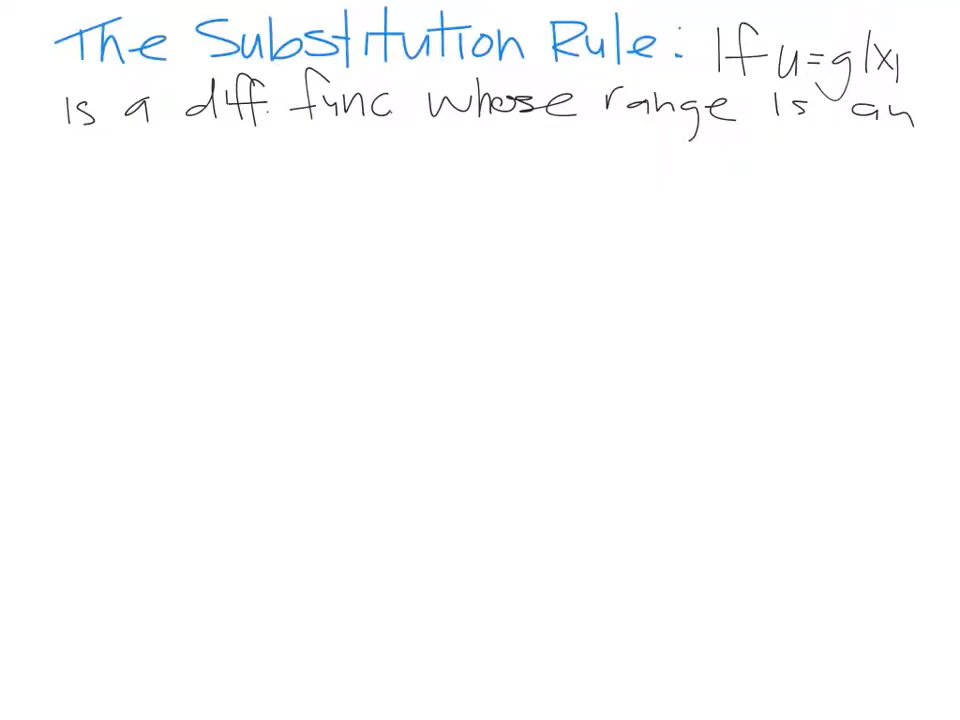 The Substitution Rule: If u=g(x)
is a diff. func. whose range is an